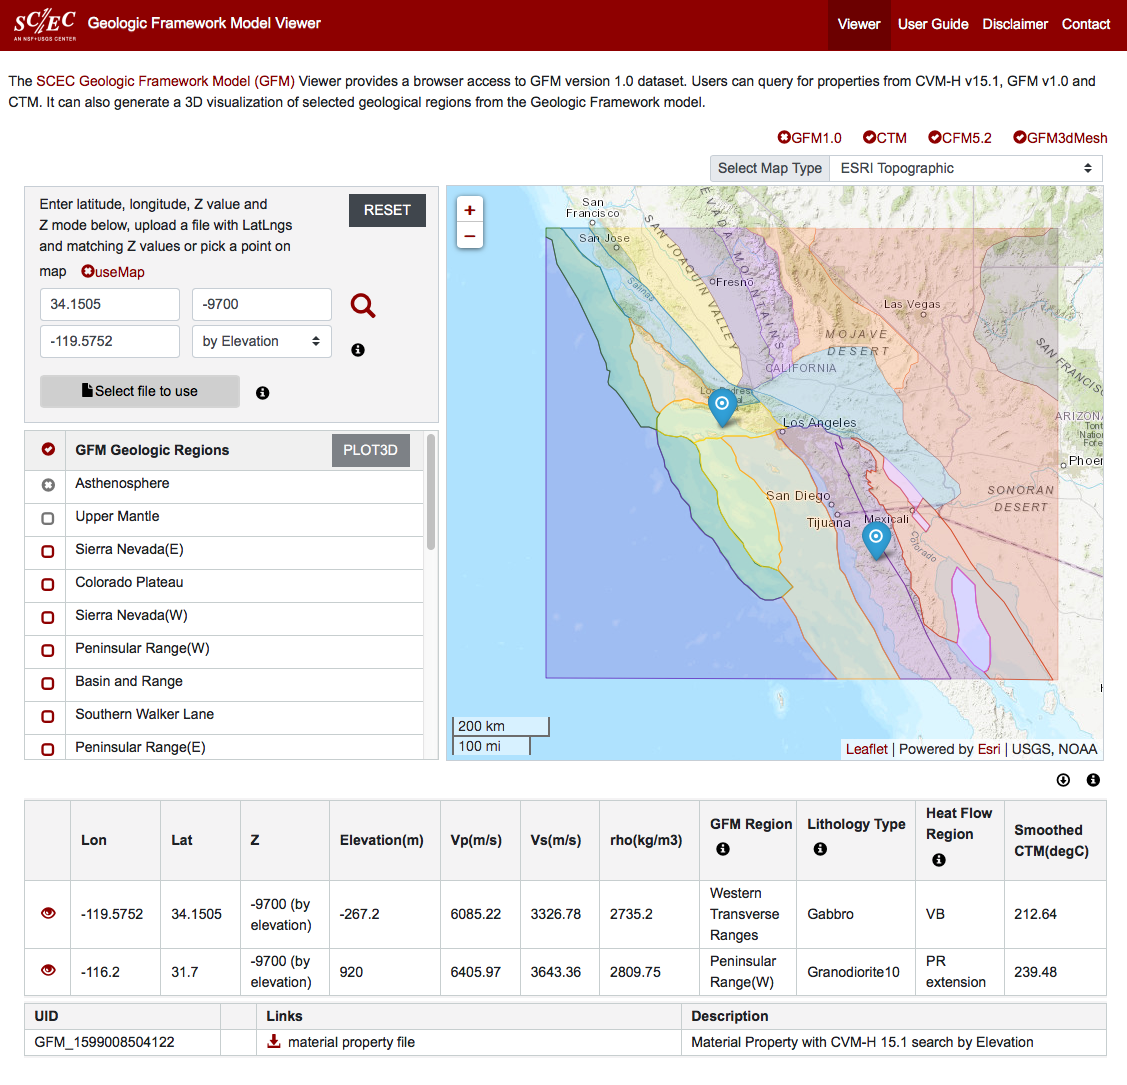 SC/EC
AN NSF+USGS CENTER
Geologic Framework Model Viewer
Viewer
User Guide
Disclaimer
Contact
The SCEC Geologic Framework Model (GFM) Viewer provides a browser access to GFM version 1.0 dataset. Users can query for properties from CVM-H v15.1, GFM v1.0 and
CTM. It can also generate a 3D visualization of selected geological regions from the Geologic Framework model.
GFM1.0
CTM
CFM5.2
GFM3dMesh
Select Map Type
ESRI Topographic
Enter latitude, longitude, Z value and
Z mode below, upload a file with LatLngs
and matching Z values or pick a point on
map
useMap
RESET
34.1505
-9700
-119.5752
by Elevation
Select file to use
GFM Geologic Regions
PLOT3D
Asthenosphere
Upper Mantle
Sierra Nevada(E)
Colorado Plateau
Sierra Nevada(W)
Peninsular Range(W)
Basin and Range
Southern Walker Lane
Peninsular Range(E)
+
−
San
Francisco
San Jose
SAN JOAQUIN VALLEY
EVADA MOUNTAINS
Salinas
Fresno
Las Vegas
MOJAVE
DESERT
CALIFORNIA
SAN FRANCISC
ARIZONA
Tont
Nation
Fore
Phoen
Los Angeles
San Diego
Tijuana
Mexicali
Colorado
SONORAN
DESERT
200 km
100 mi
Leaflet | Powered by Esri | USGS, NOAA
Lon
Lat
Z
Elevation(m)
Vp(m/s)
Vs(m/s)
rho(kg/m3)
GFM Region
Lithology Type
Heat Flow
Region
Smoothed
CTM(degC)
-119.5752
34.1505
-9700 (by
elevation)
-267.2
6085.22
3326.78
2735.2
Western
Transverse
Ranges
Gabbro
VB
212.64
-116.2
31.7
-9700 (by
elevation)
920
6405.97
3643.36
2809.75
Peninsular
Range(W)
Granodiorite10
PR
extension
239.48
UID
Links
Description
GFM_1599008504122
material property file
Material Property with CVM-H 15.1 search by Elevation